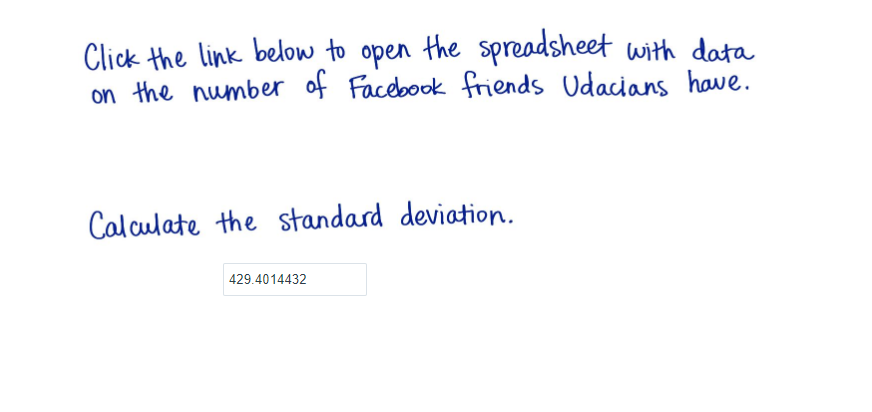 Click the link below to open the spreadsheet with data
on the number of Facebook friends Udacians have.
Calculate the standard deviation.
429.4014432